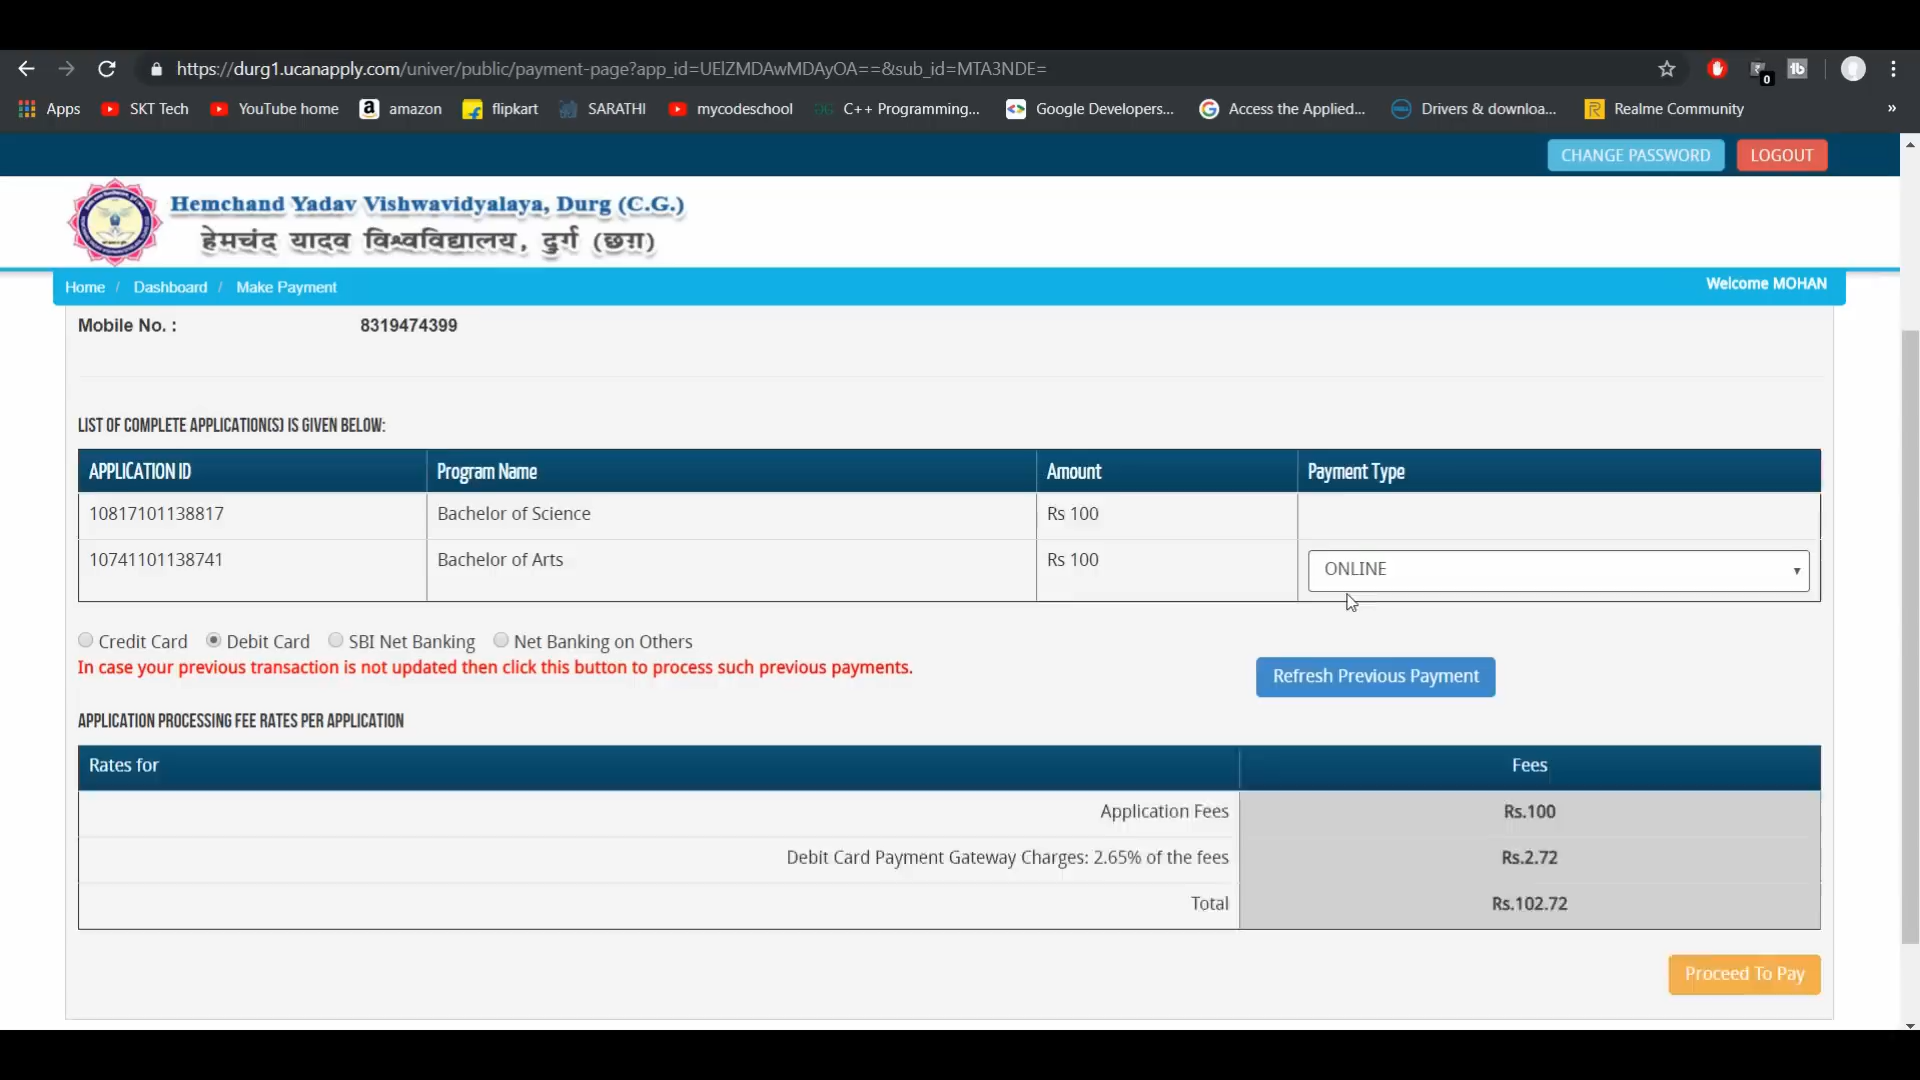 https://durg1.ucanapply.com/univer/public/payment-page?app_id=UElZMDAwMDAyOA==&sub_id=MTA3NDE=
0
Apps SKT Tech YouTube home amazon flipkart SARATHI mycodeschool C++ Programming... Google Developers... Access the Applied... Drivers & downloa... Realme Community »
CHANGE PASSWORD LOGOUT
Hemchand Yadav Vishwavidyalaya, Durg (C.G.)
हेमचंद यादव विश्वविद्यालय, दुर्ग (छग)
Home / Dashboard / Make Payment Welcome MOHAN
Mobile No. : 8319474399
LIST OF COMPLETE APPLICATION(S) IS GIVEN BELOW:
APPLICATION ID Program Name Amount Payment Type
10817101138817 Bachelor of Science Rs 100
10741101138741 Bachelor of Arts Rs 100 ONLINE
Credit Card Debit Card SBI Net Banking Net Banking on Others
In case your previous transaction is not updated then click this button to process such previous payments.
Refresh Previous Payment
APPLICATION PROCESSING FEE RATES PER APPLICATION
Rates for Fees
Application Fees Rs.100
Debit Card Payment Gateway Charges: 2.65% of the fees Rs.2.72
Total Rs.102.72
Proceed To Pay